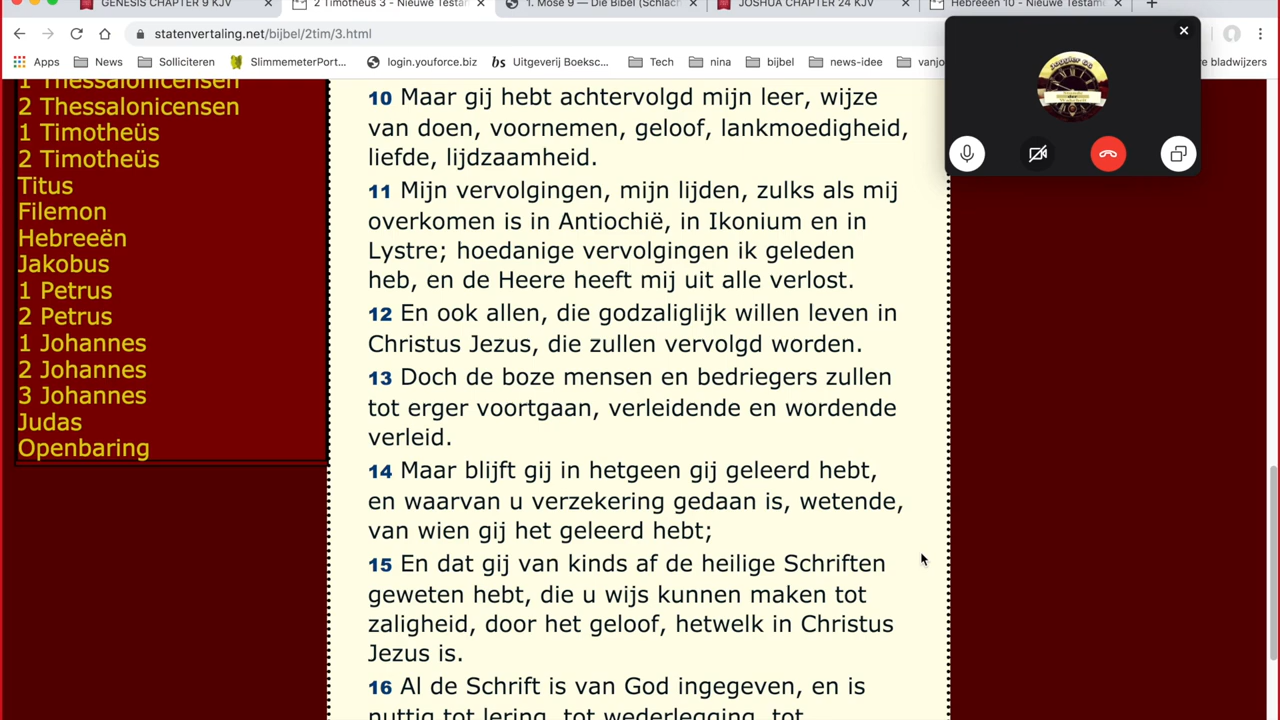 GENESIS CHAPTER 9 KJV
2 Timotheüs 3 - Nieuwe Testam
1. Mose 9 — Die Bibel (Schlach
JOSHUA CHAPTER 24 KJV
Hebreeën 10 - Nieuwe Testame
statenvertaling.net/bijbel/2tim/3.html
Apps News Solliciteren SlimmemeterPort... login.youforce.biz bs Uitgeverij Boeksc... Tech nina bijbel news-idee vanjo
re bladwijzers
1 Thessalonicensen
2 Thessalonicensen
1 Timotheüs
2 Timotheüs
Titus
Filemon
Hebreeën
Jakobus
1 Petrus
2 Petrus
1 Johannes
2 Johannes
3 Johannes
Judas
Openbaring
10 Maar gij hebt achtervolgd mijn leer, wijze
van doen, voornemen, geloof, lankmoedigheid,
liefde, lijdzaamheid.
11 Mijn vervolgingen, mijn lijden, zulks als mij
overkomen is in Antiochië, in Ikonium en in
Lystre; hoedanige vervolgingen ik geleden
heb, en de Heere heeft mij uit alle verlost.
12 En ook allen, die godzaliglijk willen leven in
Christus Jezus, die zullen vervolgd worden.
13 Doch de boze mensen en bedriegers zullen
tot erger voortgaan, verleidende en wordende
verleid.
14 Maar blijft gij in hetgeen gij geleerd hebt,
en waarvan u verzekering gedaan is, wetende,
van wien gij het geleerd hebt;
15 En dat gij van kinds af de heilige Schriften
geweten hebt, die u wijs kunnen maken tot
zaligheid, door het geloof, hetwelk in Christus
Jezus is.
16 Al de Schrift is van God ingegeven, en is
nuttig tot lering, tot wederlegging, tot